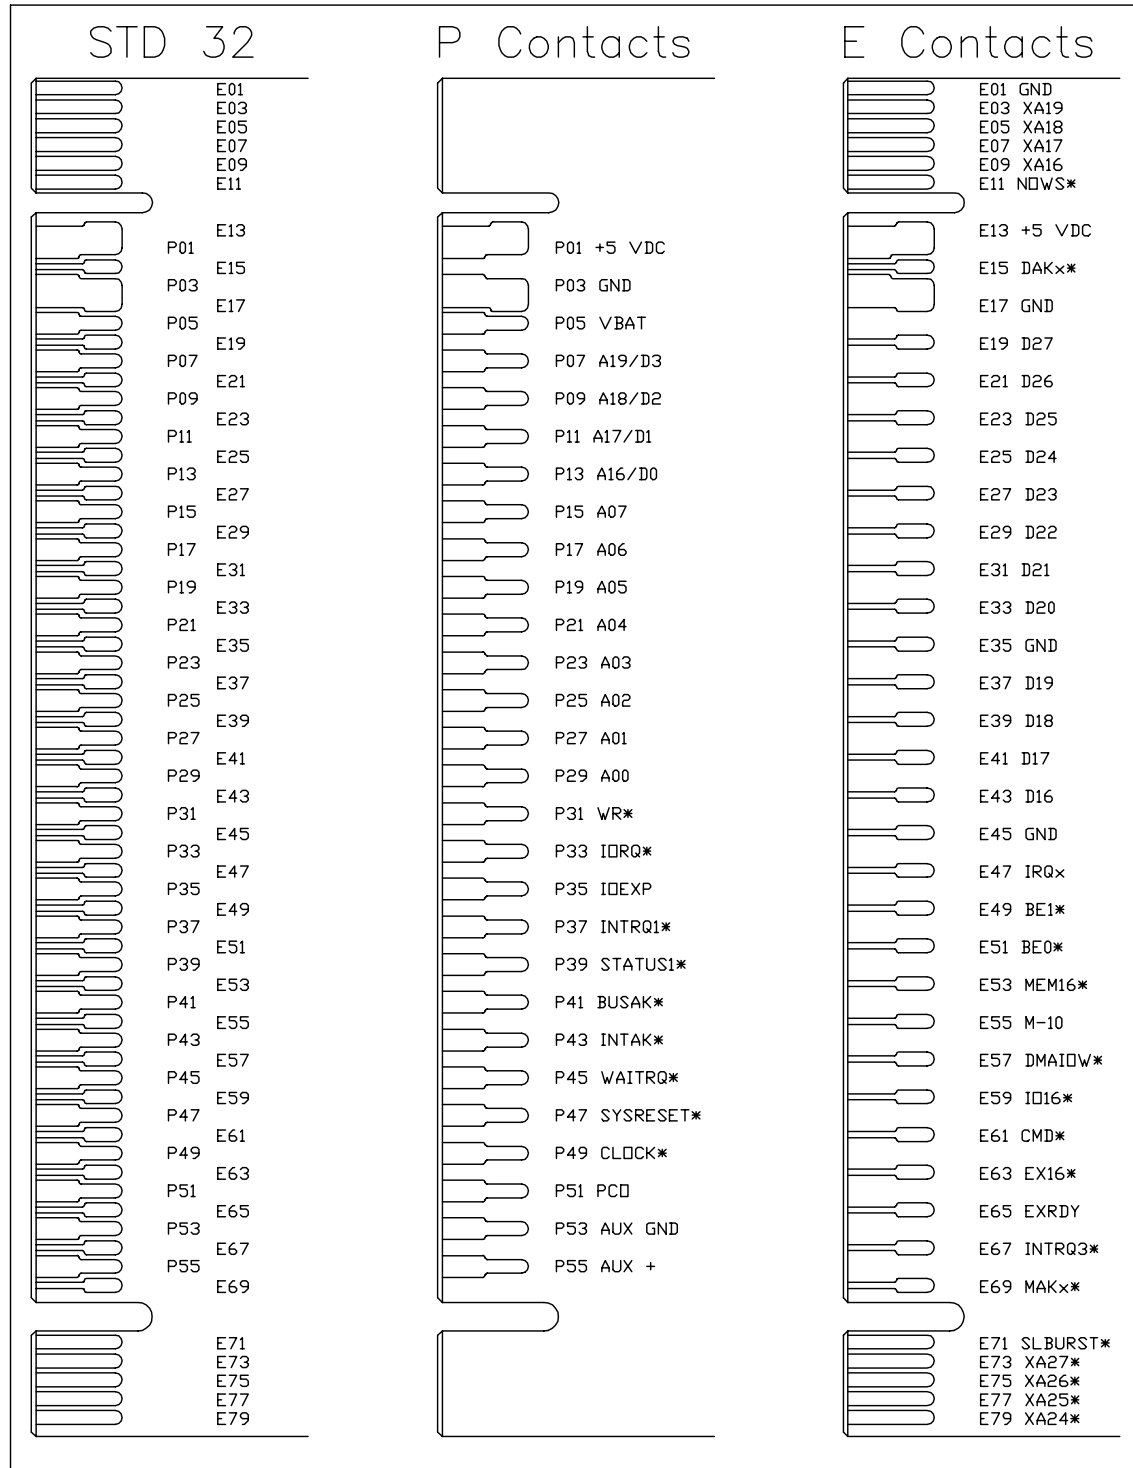 STD 32
E01
E03
E05
E07
E09
E11
E13
P01
E15
P03
E17
P05
E19
P07
E21
P09
E23
P11
E25
P13
E27
P15
E29
P17
E31
P19
E33
P21
E35
P23
E37
P25
E39
P27
E41
P29
E43
P31
E45
P33
E47
P35
E49
P37
E51
P39
E53
P41
E55
P43
E57
P45
E59
P47
E61
P49
E63
P51
E65
P53
E67
P55
E69
E71
E73
E75
E77
E79
P Contacts
P01 +5 VDC
P03 GND
P05 VBAT
P07 A19/D3
P09 A18/D2
P11 A17/D1
P13 A16/D0
P15 A07
P17 A06
P19 A05
P21 A04
P23 A03
P25 A02
P27 A01
P29 A00
P31 WR*
P33 IORQ*
P35 IOEXP
P37 INTRQ1*
P39 STATUS1*
P41 BUSAK*
P43 INTAK*
P45 WAITRQ*
P47 SYSRESET*
P49 CLOCK*
P51 PCO
P53 AUX GND
P55 AUX +
E Contacts
E01 GND
E03 XA19
E05 XA18
E07 XA17
E09 XA16
E11 NOWS*
E13 +5 VDC
E15 DAKx*
E17 GND
E19 D27
E21 D26
E23 D25
E25 D24
E27 D23
E29 D22
E31 D21
E33 D20
E35 GND
E37 D19
E39 D18
E41 D17
E43 D16
E45 GND
E47 IRQx
E49 BE1*
E51 BE0*
E53 MEM16*
E55 M-10
E57 DMAIOW*
E59 IO16*
E61 CMD*
E63 EX16*
E65 EXRDY
E67 INTRQ3*
E69 MAKx*
E71 SLBURST*
E73 XA27*
E75 XA26*
E77 XA25*
E79 XA24*